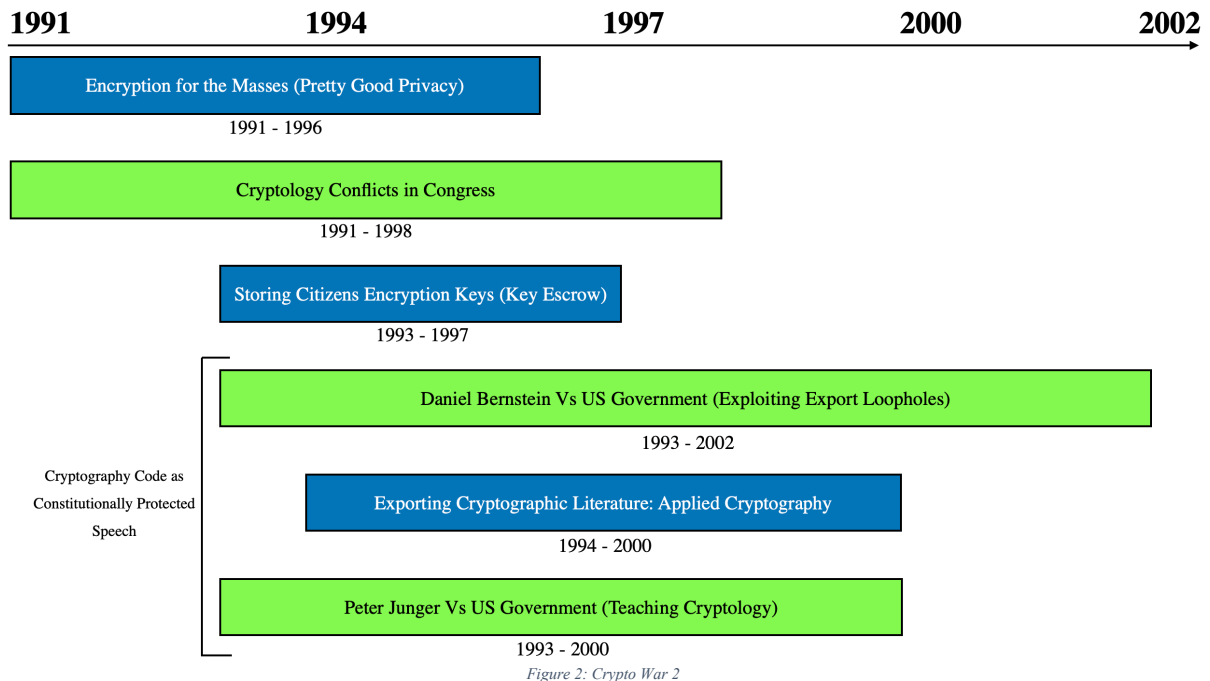 1991 1994 1997 2000 2002
Encryption for the Masses (Pretty Good Privacy)
1991 - 1996
Cryptology Conflicts in Congress
1991 - 1998
Storing Citizens Encryption Keys (Key Escrow)
1993 - 1997
Cryptography Code as
Constitutionally Protected
Speech
Daniel Bernstein Vs US Government (Exploiting Export Loopholes)
1993 - 2002
Exporting Cryptographic Literature: Applied Cryptography
1994 - 2000
Peter Junger Vs US Government (Teaching Cryptology)
1993 - 2000
Figure 2: Crypto War 2